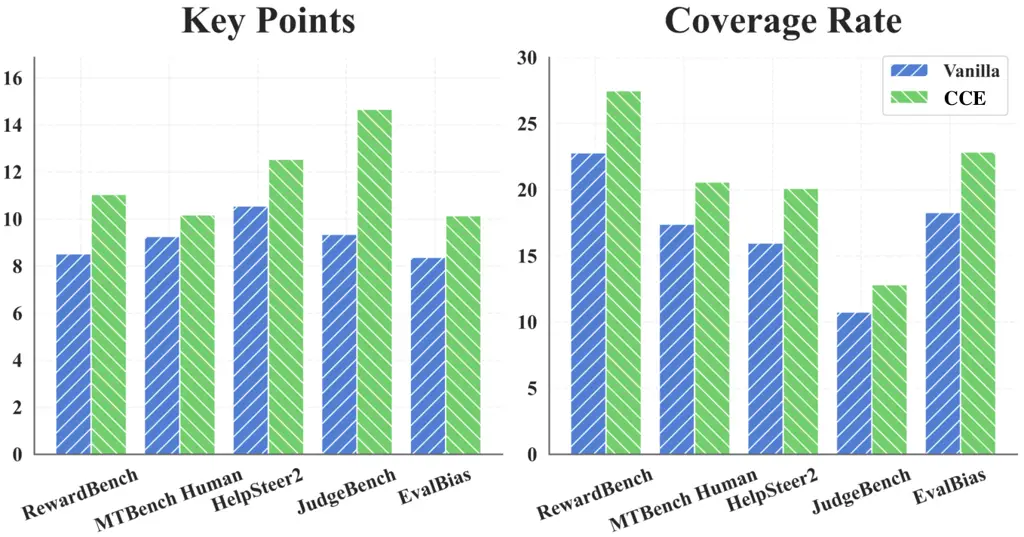 Key Points
16
14
12
10
8
6
4
2
0
RewardBench
MTBench Human
HelpSteer2
JudgeBench
EvalBias
Coverage Rate
30
25
20
15
10
5
0
Vanilla
CCE
RewardBench
MTBench Human
HelpSteer2
JudgeBench
EvalBias